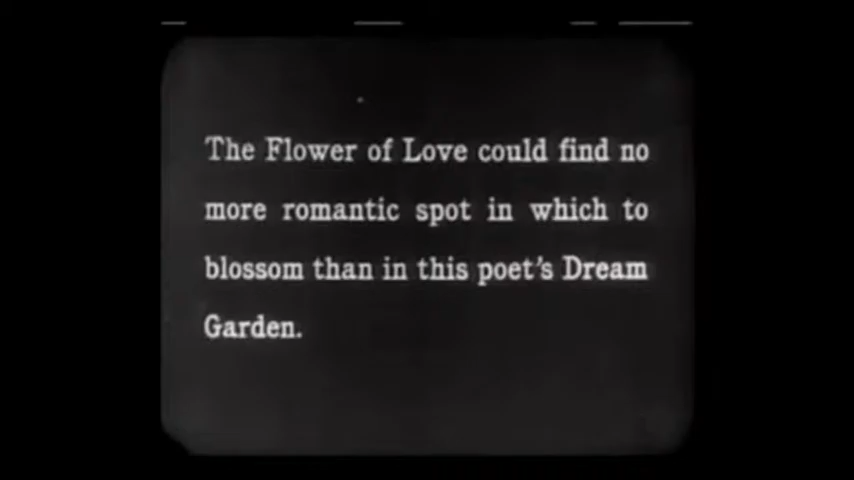 The Flower of Love could find no
more romantic spot in which to
blossom than in this poet's Dream
Garden.